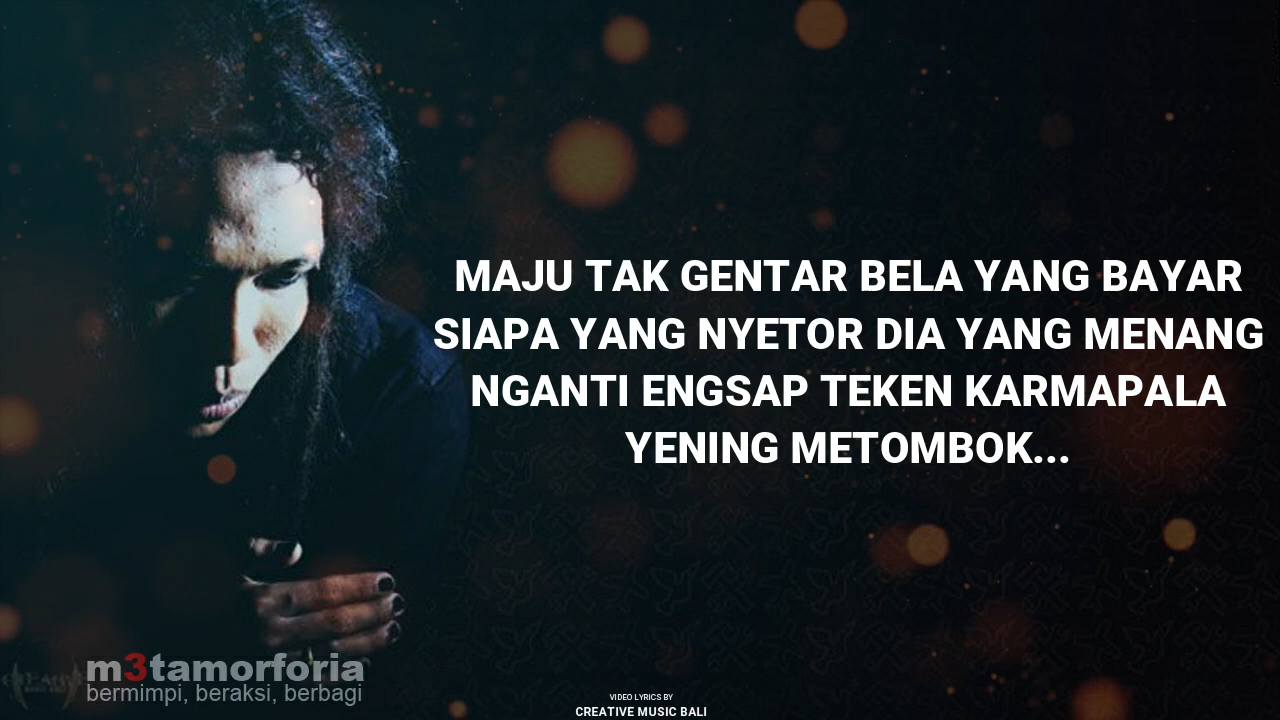 MAJU TAK GENTAR BELA YANG BAYAR
SIAPA YANG NYETOR DIA YANG MENANG
NGANTI ENGSAP TEKEN KARMAPALA
YENING METOMBOK...
m3tamorforia
bermimpi, beraksi, berbagi
VIDEO LYRICS BY
CREATIVE MUSIC BALI